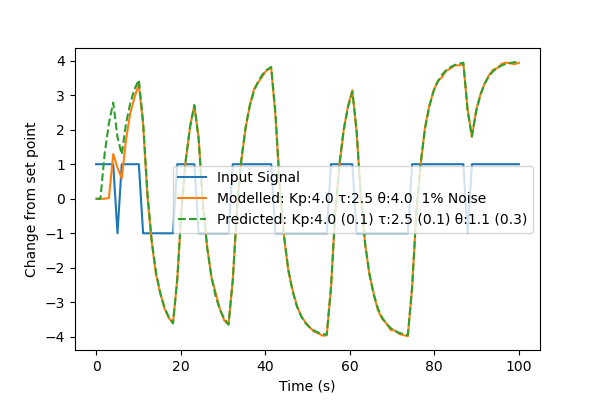 4
3
2
1
0
−1
−2
−3
−4
Change from set point
Input Signal
Modelled: Kp:4.0 τ:2.5 θ:4.0 1% Noise
Predicted: Kp:4.0 (0.1) τ:2.5 (0.1) θ:1.1 (0.3)
0 20 40 60 80 100
Time (s)